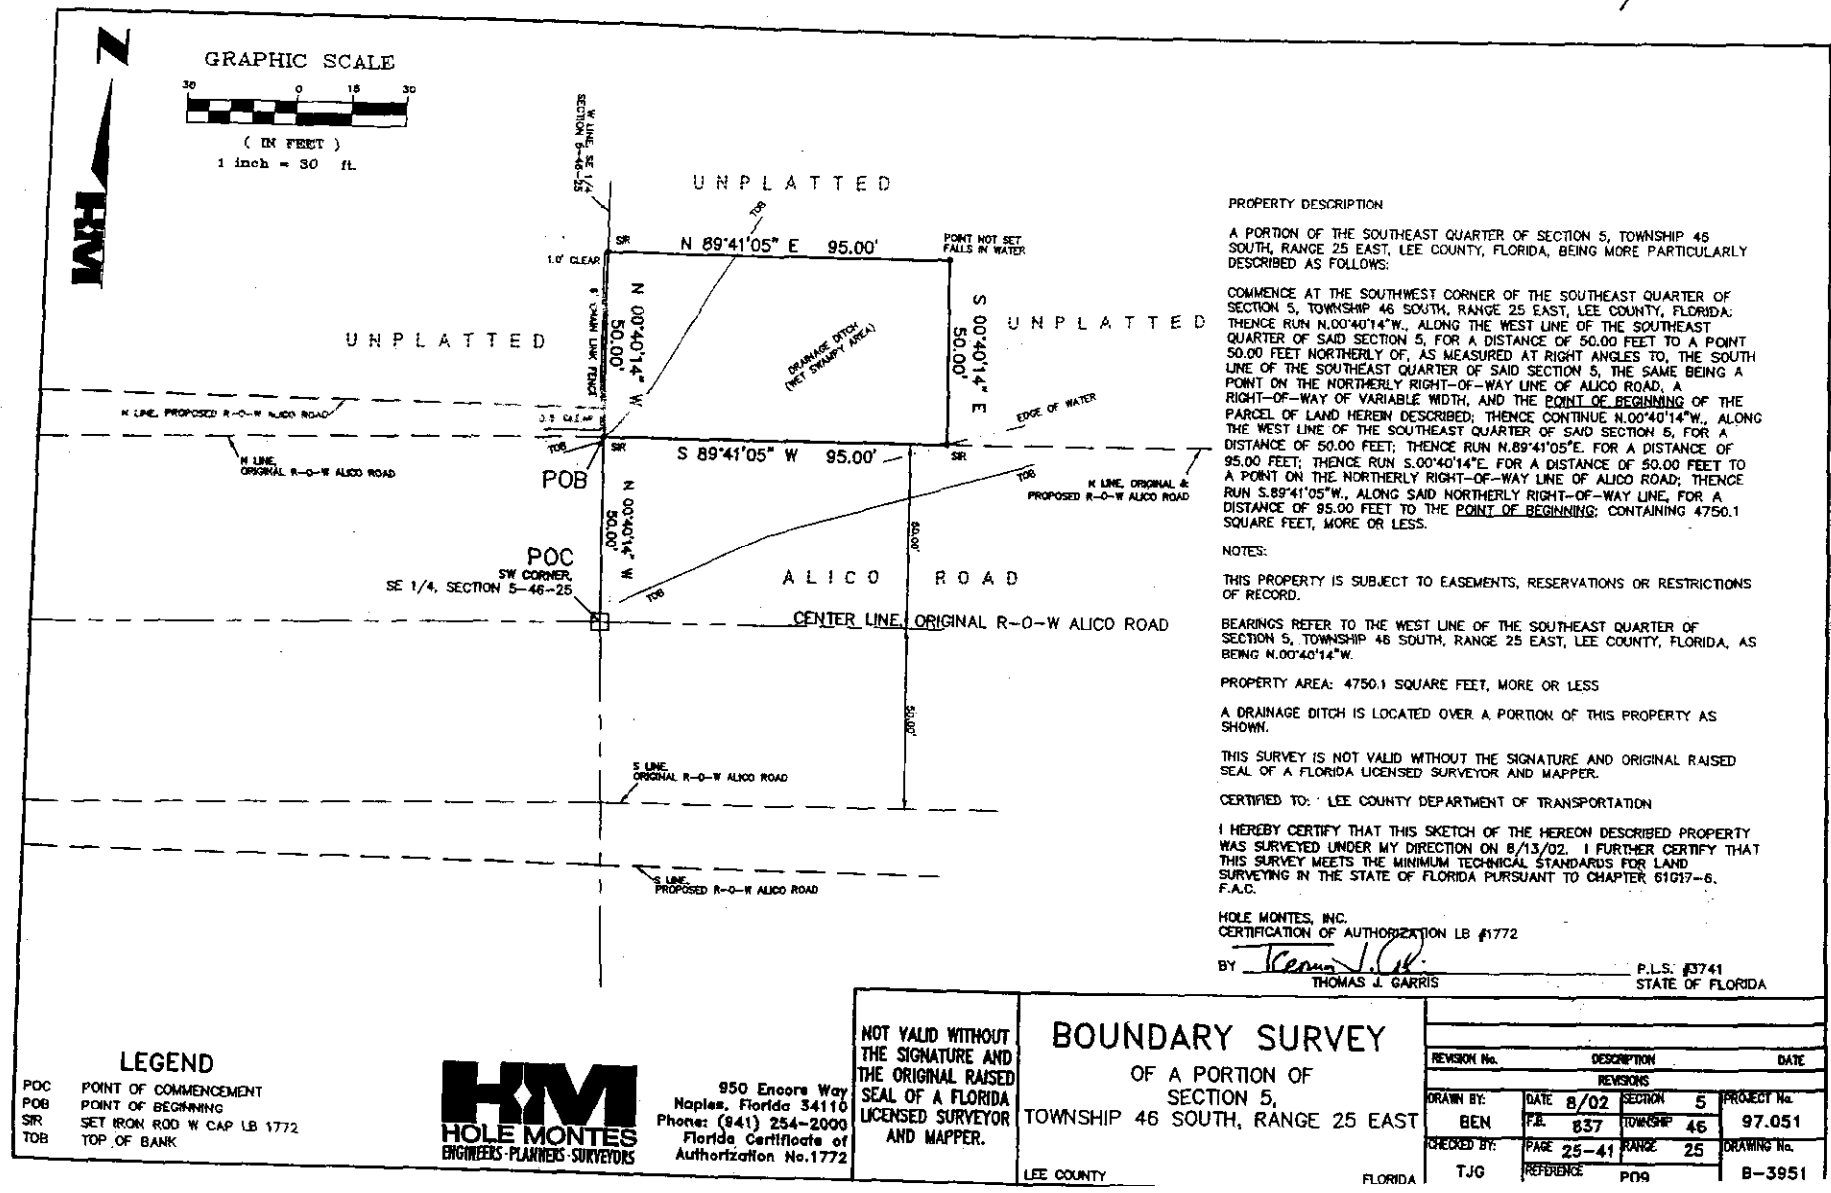 GRAPHIC SCALE
30 0 15 30
( IN FEET )
1 inch = 30 ft.
HM
W LINE, SE 1/4
SECTION 5-46-25
UNPLATTED
TOB
SIR
N 89°41'05" E 95.00'
POINT NOT SET
FALLS IN WATER
1.0' CLEAR
6' CHAIN LINK FENCE
N 00°40'14" W
50.00'
DRAINAGE DITCH
(WET SWAMPY AREA)
S 00°40'14" E
50.00'
UNPLATTED
UNPLATTED
N LINE, PROPOSED R-O-W ALICO ROAD
0.5' CLEAR
EDGE OF WATER
N LINE,
ORIGINAL R-O-W ALICO ROAD
TOB
SIR
S 89°41'05" W 95.00'
SIR
POB
TOB
N LINE, ORIGINAL &
PROPOSED R-O-W ALICO ROAD
N 00°40'14" W
50.00'
50.00'
POC
SW CORNER,
SE 1/4, SECTION 5-46-25
TOB
ALICO ROAD
CENTER LINE, ORIGINAL R-O-W ALICO ROAD
50.00'
S LINE,
ORIGINAL R-O-W ALICO ROAD
S LINE,
PROPOSED R-O-W ALICO ROAD
PROPERTY DESCRIPTION
A PORTION OF THE SOUTHEAST QUARTER OF SECTION 5, TOWNSHIP 46
SOUTH, RANGE 25 EAST, LEE COUNTY, FLORIDA, BEING MORE PARTICULARLY
DESCRIBED AS FOLLOWS:
COMMENCE AT THE SOUTHWEST CORNER OF THE SOUTHEAST QUARTER OF
SECTION 5, TOWNSHIP 46 SOUTH, RANGE 25 EAST, LEE COUNTY, FLORIDA;
THENCE RUN N.00°40'14"W., ALONG THE WEST LINE OF THE SOUTHEAST
QUARTER OF SAID SECTION 5, FOR A DISTANCE OF 50.00 FEET TO A POINT
50.00 FEET NORTHERLY OF, AS MEASURED AT RIGHT ANGLES TO, THE SOUTH
LINE OF THE SOUTHEAST QUARTER OF SAID SECTION 5, THE SAME BEING A
POINT ON THE NORTHERLY RIGHT-OF-WAY LINE OF ALICO ROAD, A
RIGHT-OF-WAY OF VARIABLE WIDTH, AND THE POINT OF BEGINNING OF THE
PARCEL OF LAND HEREIN DESCRIBED; THENCE CONTINUE N.00°40'14"W., ALONG
THE WEST LINE OF THE SOUTHEAST QUARTER OF SAID SECTION 5, FOR A
DISTANCE OF 50.00 FEET; THENCE RUN N.89°41'05"E. FOR A DISTANCE OF
95.00 FEET; THENCE RUN S.00°40'14"E. FOR A DISTANCE OF 50.00 FEET TO
A POINT ON THE NORTHERLY RIGHT-OF-WAY LINE OF ALICO ROAD; THENCE
RUN S.89°41'05"W., ALONG SAID NORTHERLY RIGHT-OF-WAY LINE, FOR A
DISTANCE OF 95.00 FEET TO THE POINT OF BEGINNING; CONTAINING 4750.1
SQUARE FEET, MORE OR LESS.
NOTES:
THIS PROPERTY IS SUBJECT TO EASEMENTS, RESERVATIONS OR RESTRICTIONS
OF RECORD.
BEARINGS REFER TO THE WEST LINE OF THE SOUTHEAST QUARTER OF
SECTION 5, TOWNSHIP 46 SOUTH, RANGE 25 EAST, LEE COUNTY, FLORIDA, AS
BEING N.00°40'14"W.
PROPERTY AREA: 4750.1 SQUARE FEET, MORE OR LESS
A DRAINAGE DITCH IS LOCATED OVER A PORTION OF THIS PROPERTY AS
SHOWN.
THIS SURVEY IS NOT VALID WITHOUT THE SIGNATURE AND ORIGINAL RAISED
SEAL OF A FLORIDA LICENSED SURVEYOR AND MAPPER.
CERTIFIED TO: LEE COUNTY DEPARTMENT OF TRANSPORTATION
I HEREBY CERTIFY THAT THIS SKETCH OF THE HEREON DESCRIBED PROPERTY
WAS SURVEYED UNDER MY DIRECTION ON 8/13/02. I FURTHER CERTIFY THAT
THIS SURVEY MEETS THE MINIMUM TECHNICAL STANDARDS FOR LAND
SURVEYING IN THE STATE OF FLORIDA PURSUANT TO CHAPTER 61G17-6,
F.A.C.
HOLE MONTES, INC.
CERTIFICATION OF AUTHORIZATION LB #1772
BY
THOMAS J. GARRIS
P.L.S. #3741
STATE OF FLORIDA
LEGEND
POC POINT OF COMMENCEMENT
POB POINT OF BEGINNING
SIR SET IRON ROD W CAP LB 1772
TOB TOP OF BANK
HM
HOLE MONTES
ENGINEERS-PLANNERS-SURVEYORS
950 Encore Way
Naples, Florida 34110
Phone: (941) 254-2000
Florida Certificate of
Authorization No.1772
NOT VALID WITHOUT
THE SIGNATURE AND
THE ORIGINAL RAISED
SEAL OF A FLORIDA
LICENSED SURVEYOR
AND MAPPER.
BOUNDARY SURVEY
OF A PORTION OF
SECTION 5,
TOWNSHIP 46 SOUTH, RANGE 25 EAST
LEE COUNTY FLORIDA
REVISION No. DESCRIPTION DATE
REVISIONS
DRAWN BY: BEN
DATE 8/02 SECTION 5
PROJECT No. 97.051
F.B. 837 TOWNSHIP 46
CHECKED BY: TJG
PAGE 25-41 RANGE 25
DRAWING No. B-3951
REFERENCE P09